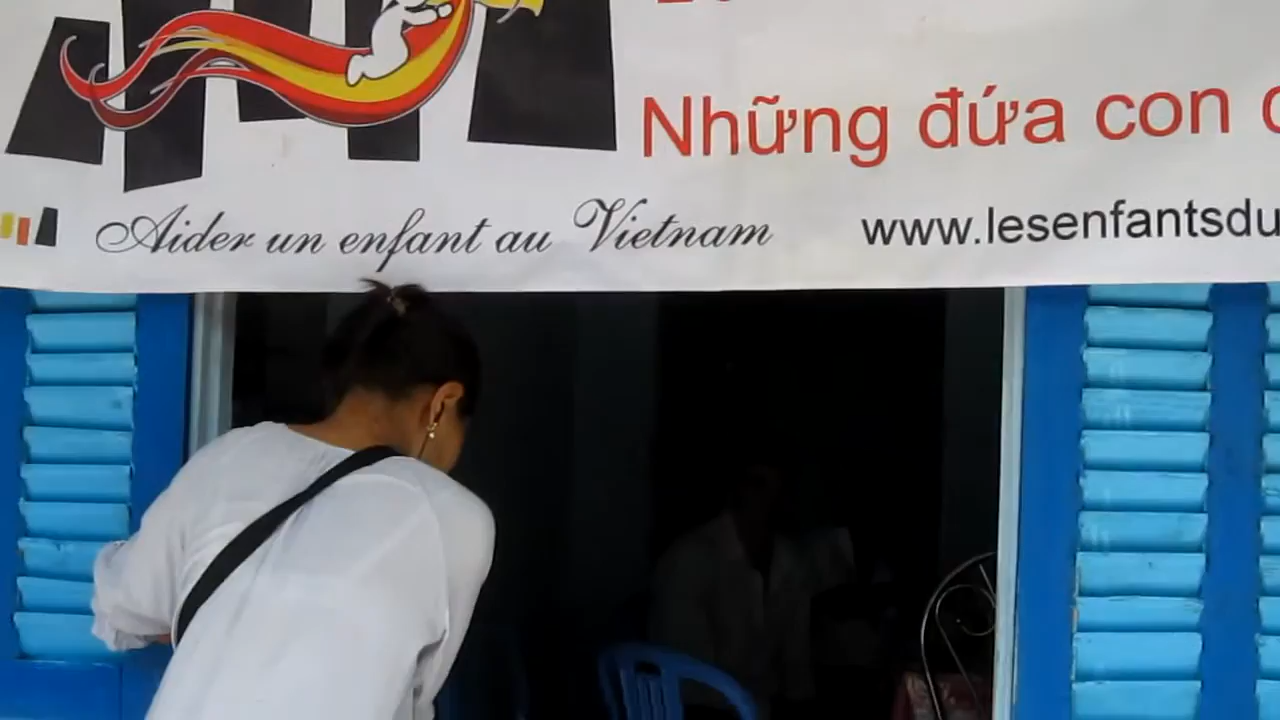 Những đứa con
Aider un enfant au Vietnam
www.lesenfantsdu